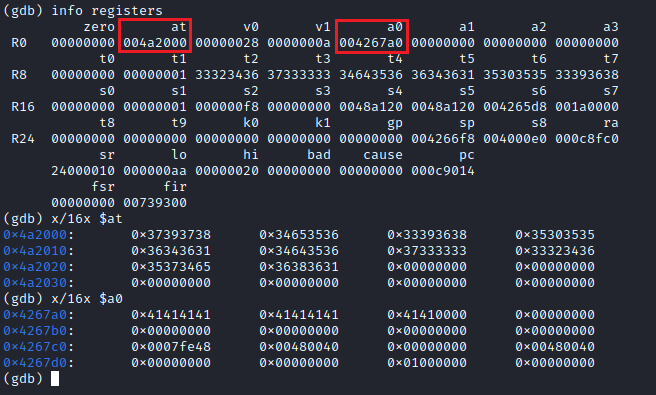 (gdb) info registers
zero at v0 v1 a0 a1 a2 a3
R0 00000000 004a2000 00000028 0000000a 004267a0 00000000 00000000 00000000
t0 t1 t2 t3 t4 t5 t6 t7
R8 00000000 00000001 33323436 37333333 34643536 36343631 35303535 33393638
s0 s1 s2 s3 s4 s5 s6 s7
R16 00000000 00000001 000000f8 00000000 0048a120 0048a120 004265d8 001a0000
t8 t9 k0 k1 gp sp s8 ra
R24 00000000 00000000 00000000 00000000 00000000 004266f8 004000e0 000c8fc0
sr lo hi bad cause pc
24000010 000000aa 00000020 00000000 00000000 000c9014
fsr fir
00000000 00739300
(gdb) x/16x $at
0×4a2000: 0×37393738 0×34653536 0×33393638 0×35303535
0×4a2010: 0×36343631 0×34643536 0×37333333 0×33323436
0×4a2020: 0×35373465 0×36383631 0×00000000 0×00000000
0×4a2030: 0×00000000 0×00000000 0×00000000 0×00000000
(gdb) x/16x $a0
0×4267a0: 0×41414141 0×41414141 0×41410000 0×00000000
0×4267b0: 0×00000000 0×00000000 0×00000000 0×00000000
0×4267c0: 0×0007fe48 0×00480040 0×00000000 0×00480040
0×4267d0: 0×00000000 0×00000000 0×01000000 0×00000000
(gdb)